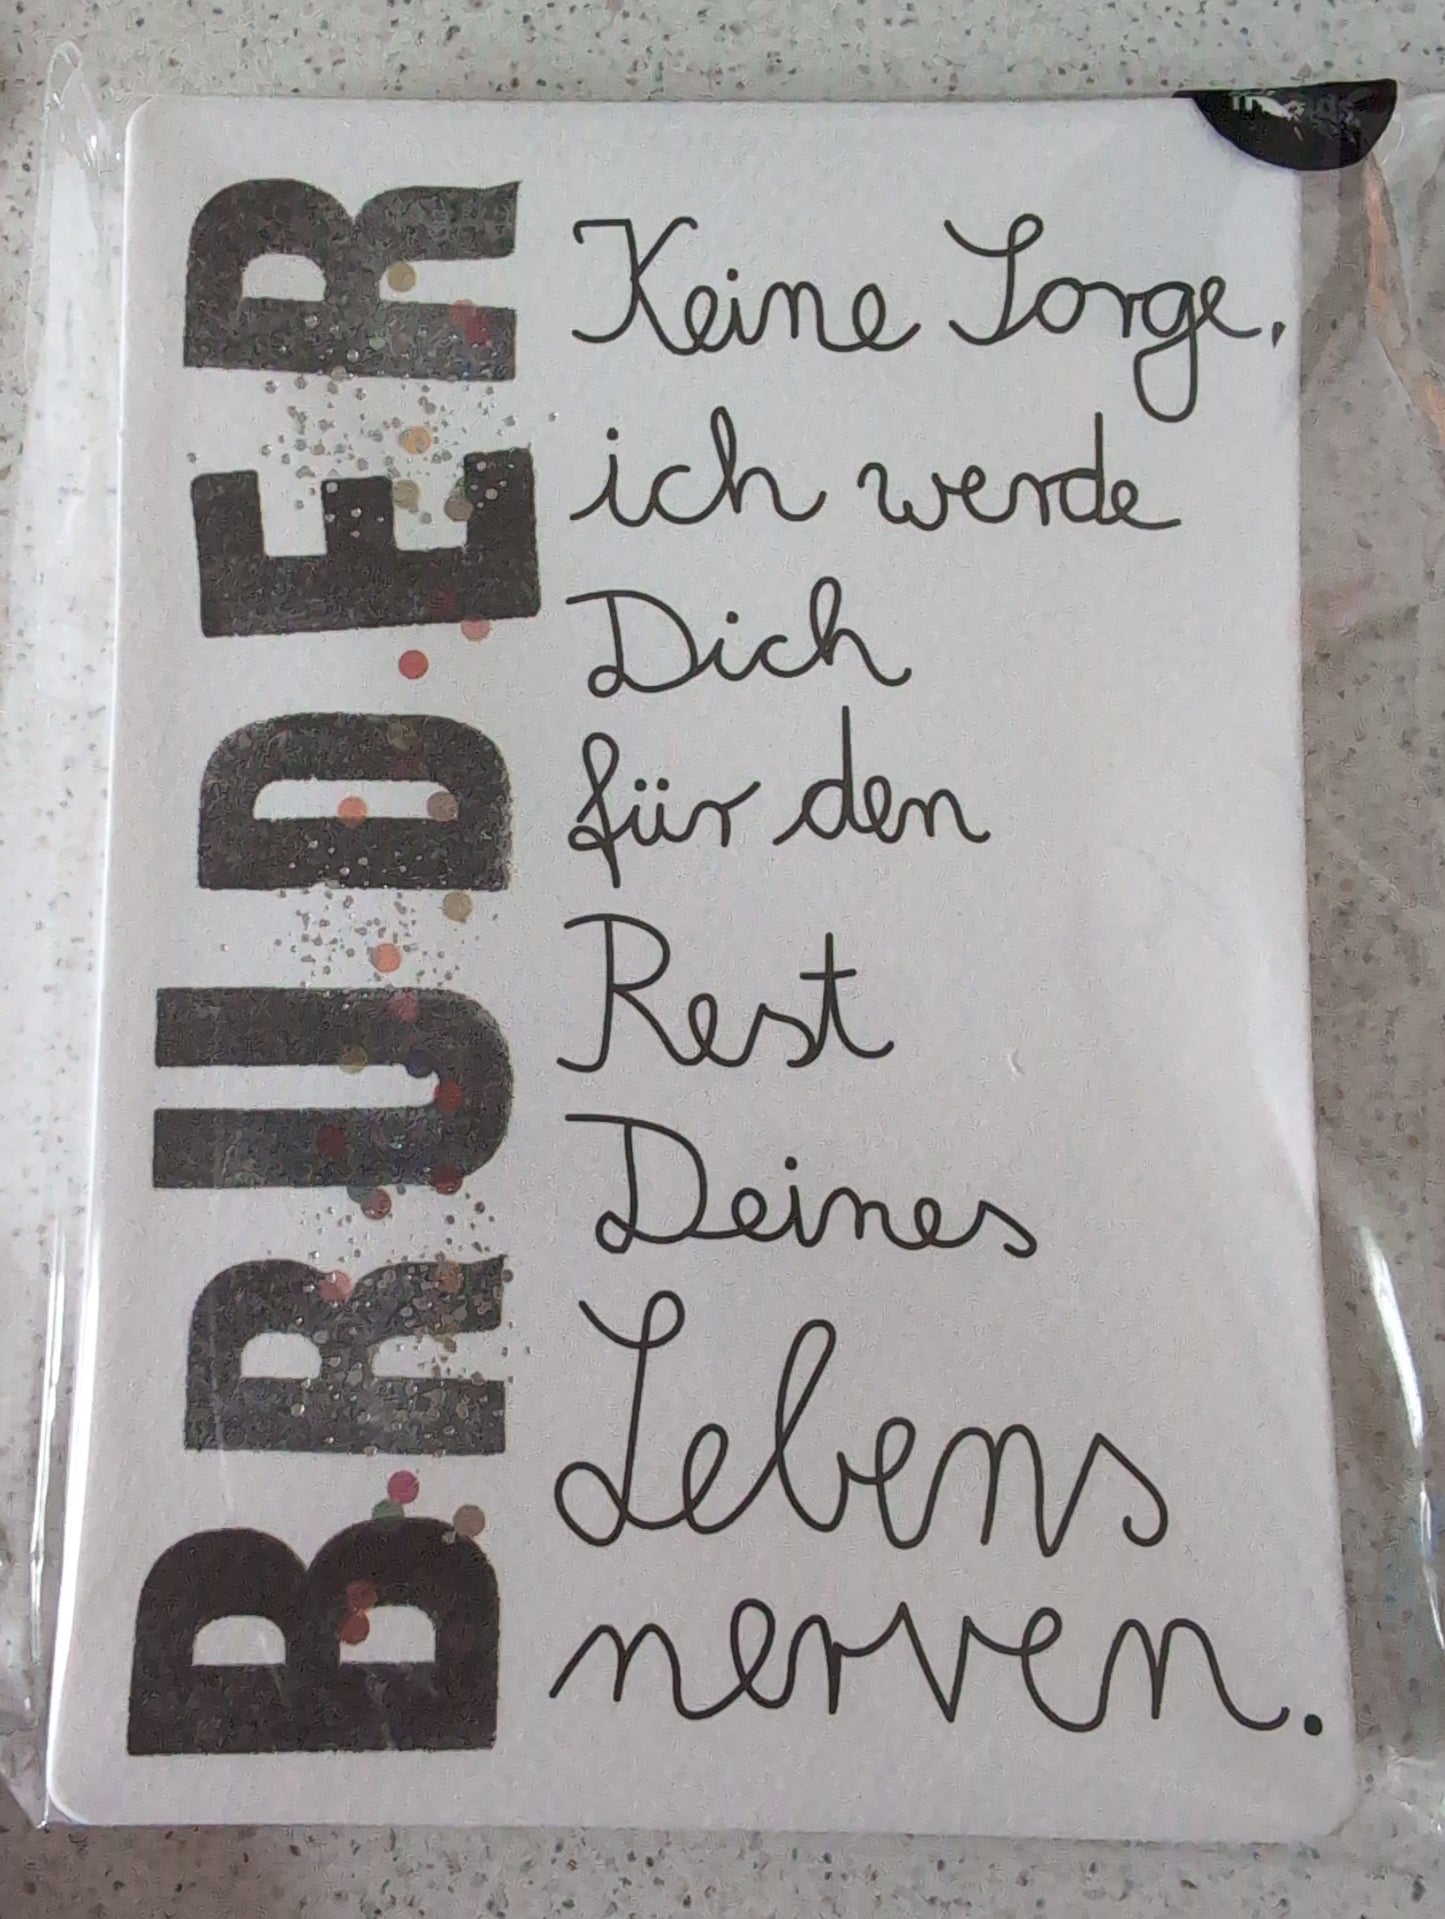 BRUDER
Keine Sorge,
ich werde
Dich
für den
Rest
Deines
Lebens
nerven.